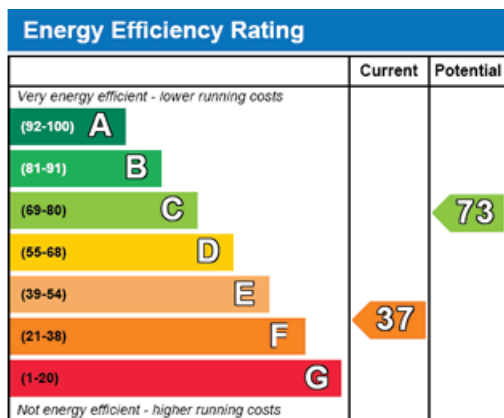 Energy Efficiency Rating
Current Potential
Very energy efficient - lower running costs
(92-100) A
(81-91) B
(69-80) C 73
(55-68) D
(39-54) E
37
(21-38) F
(1-20) G
Not energy efficient - higher running costs